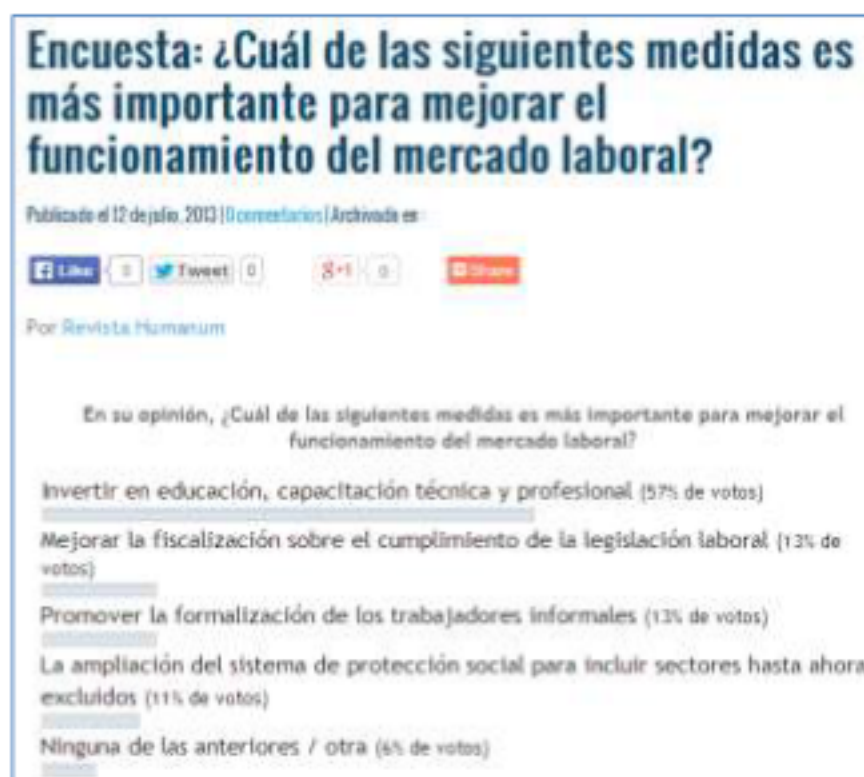 Encuesta: ¿Cuál de las siguientes medidas es
más importante para mejorar el
funcionamiento del mercado laboral?
Publicado el 12 de julio, 2013 | 0 comentarios | Archivado en
Like 0 Tweet 0 g+1 0 Share
Por Revista Humanum
En su opinión, ¿Cuál de las siguientes medidas es más importante para mejorar el
funcionamiento del mercado laboral?
Invertir en educación, capacitación técnica y profesional (57% de votos)
Mejorar la fiscalización sobre el cumplimiento de la legislación laboral (13% de
votos)
Promover la formalización de los trabajadores informales (13% de votos)
La ampliación del sistema de protección social para incluir sectores hasta ahora
excluidos (11% de votos)
Ninguna de las anteriores / otra (6% de votos)